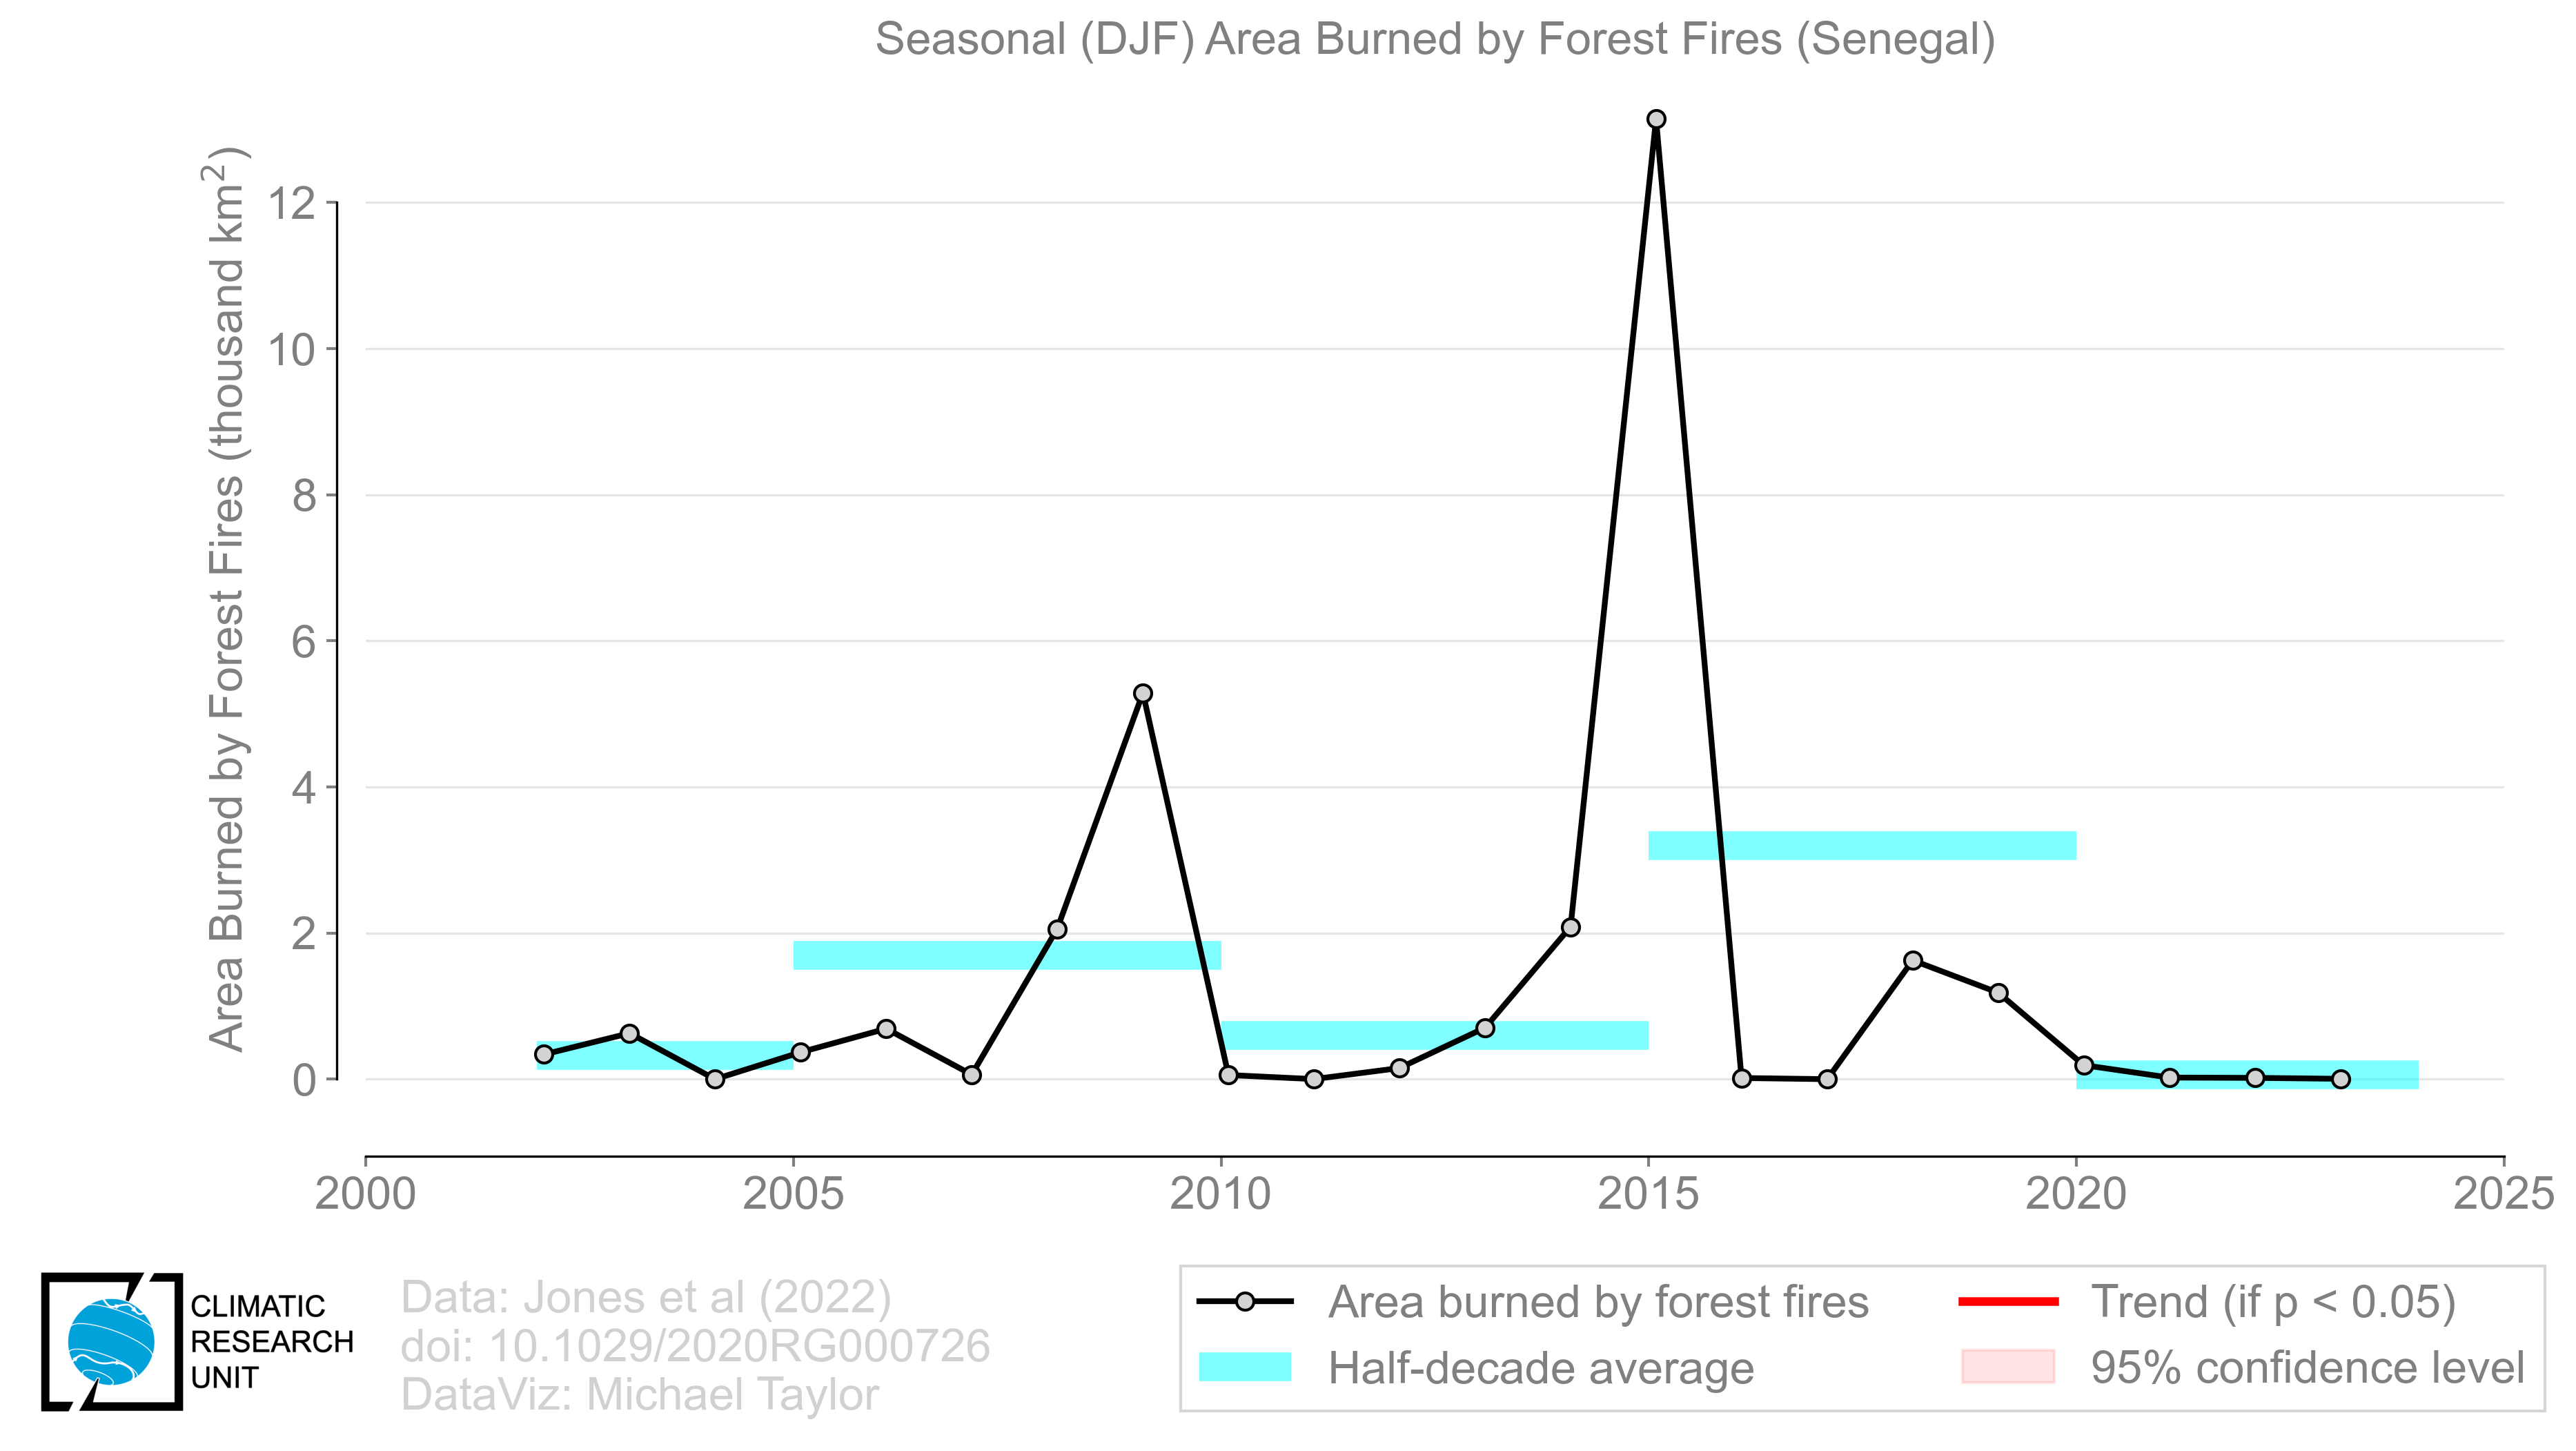 Seasonal (DJF) Area Burned by Forest Fires (Senegal)
Area Burned by Forest Fires (thousand km²)
12
10
8
6
4
2
0
2000
2005
2010
2015
2020
2025
CLIMATIC
RESEARCH
UNIT
Data: Jones et al (2022)
doi: 10.1029/2020RG000726
DataViz: Michael Taylor
Area burned by forest fires
Half-decade average
Trend (if p < 0.05)
95% confidence level